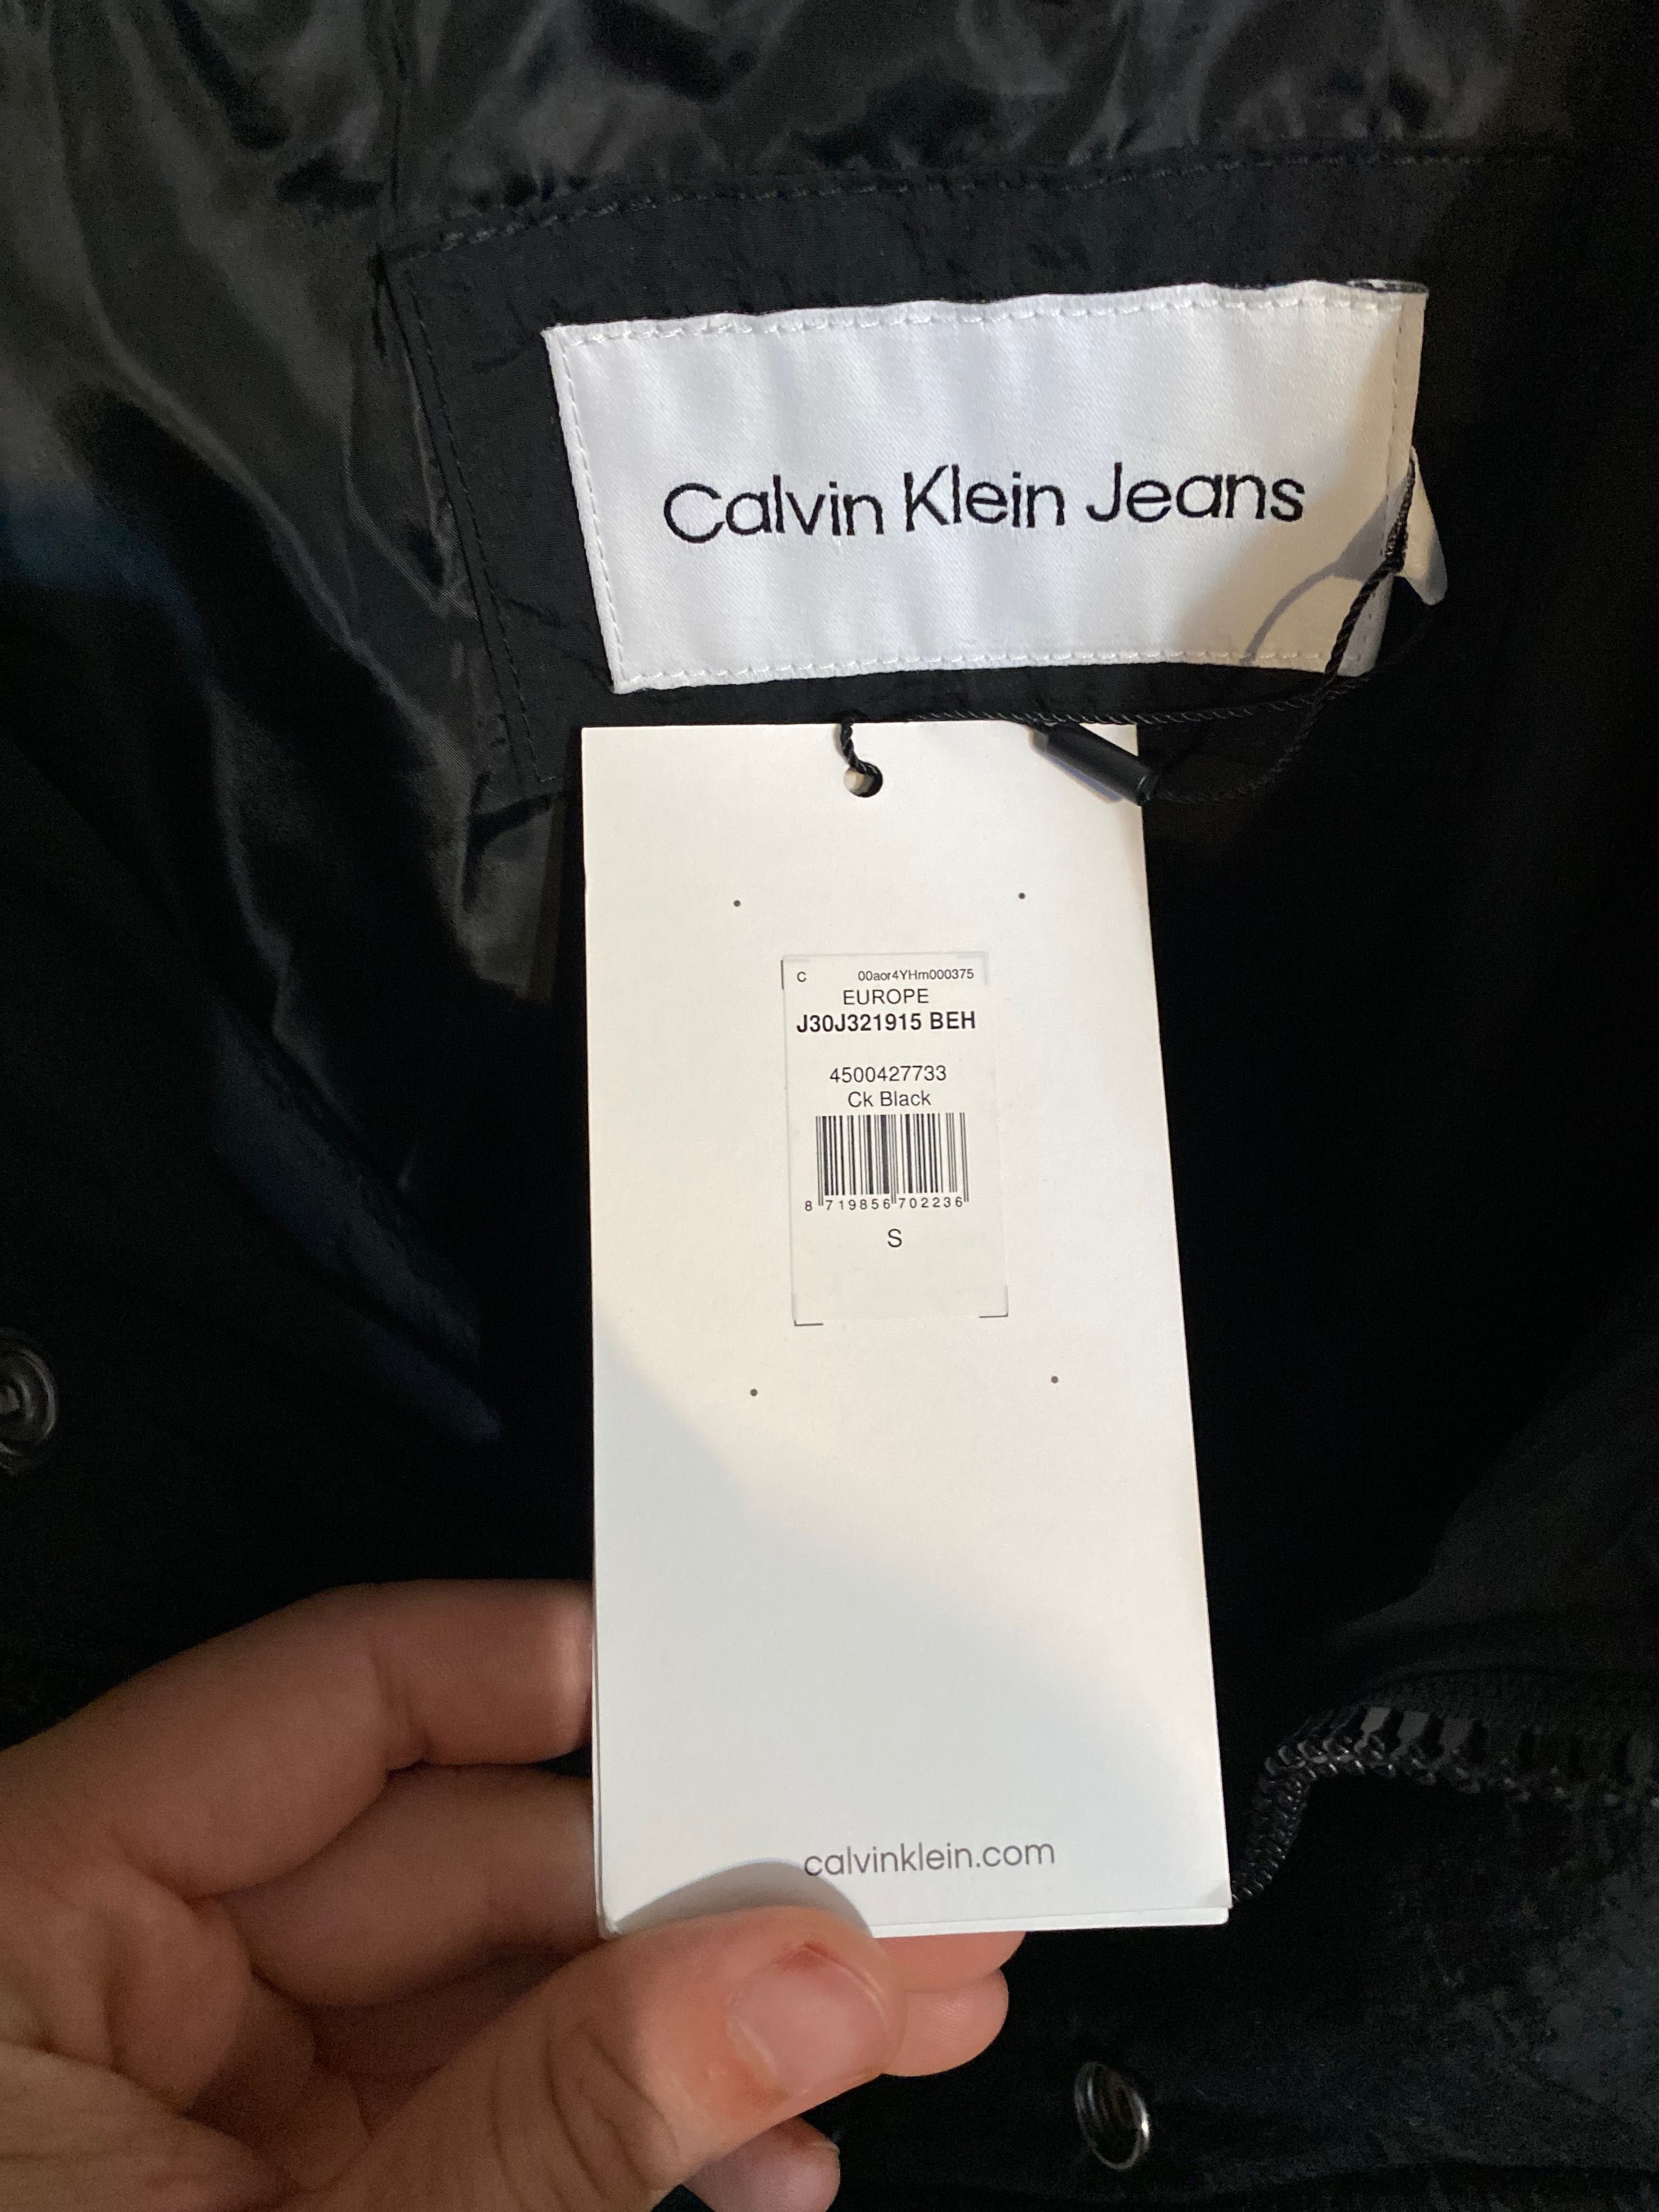 Calvin Klein Jeans
C 00aor4YHm000375
EUROPE
J30J321915 BEH
4500427733
Ck Black
8 719856 702236
S
calvinklein.com